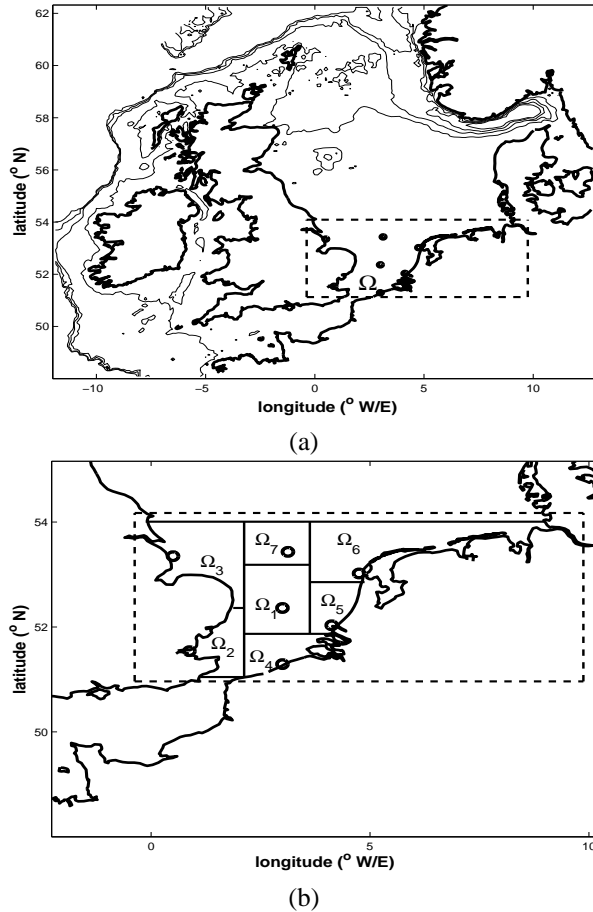 62
60
58
56
54
52
50
latitude (° N)
Ω
−10
−5
0
5
10
longitude (° W/E)
(a)
54
52
50
latitude (° N)
Ω7
Ω6
Ω3
Ω1
Ω5
Ω2
Ω4
0
5
10
longitude (° W/E)
(b)